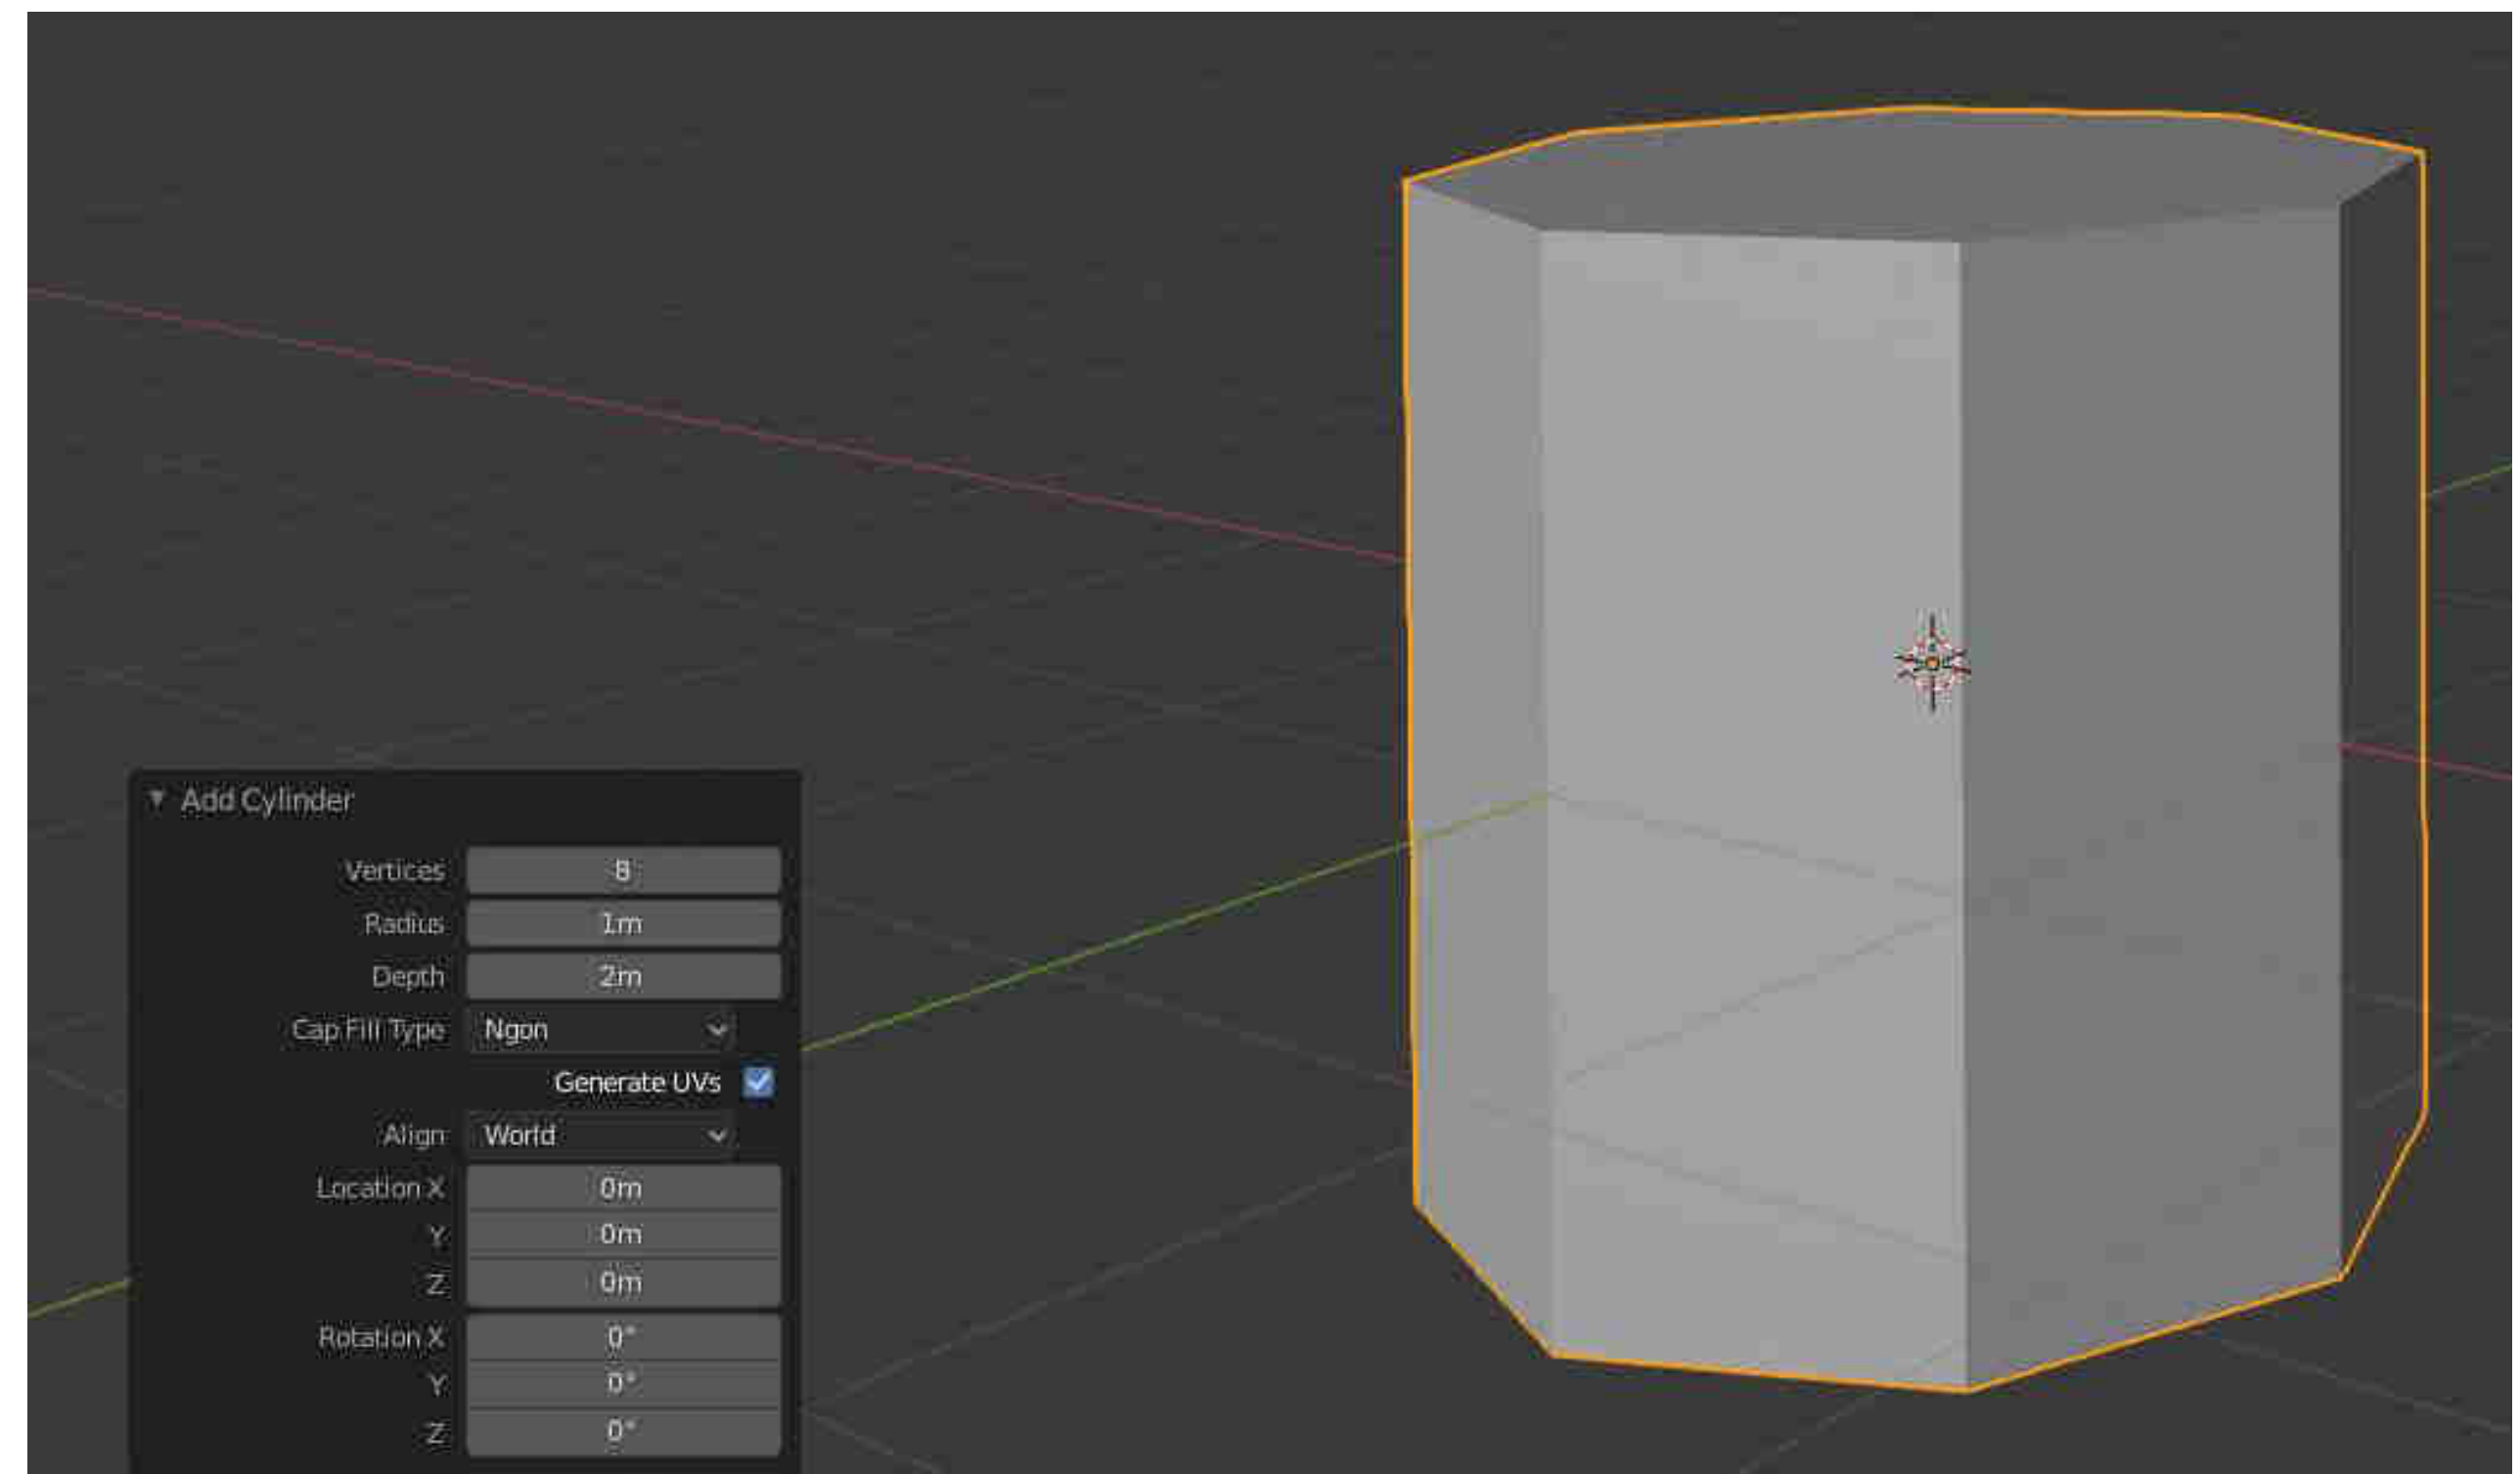 Add Cylinder
Vertices 8
Radius 1m
Depth 2m
Cap Fill Type Ngon
Generate UVs
Align World
Location X 0m
Y 0m
Z 0m
Rotation X 0°
Y 0°
Z 0°